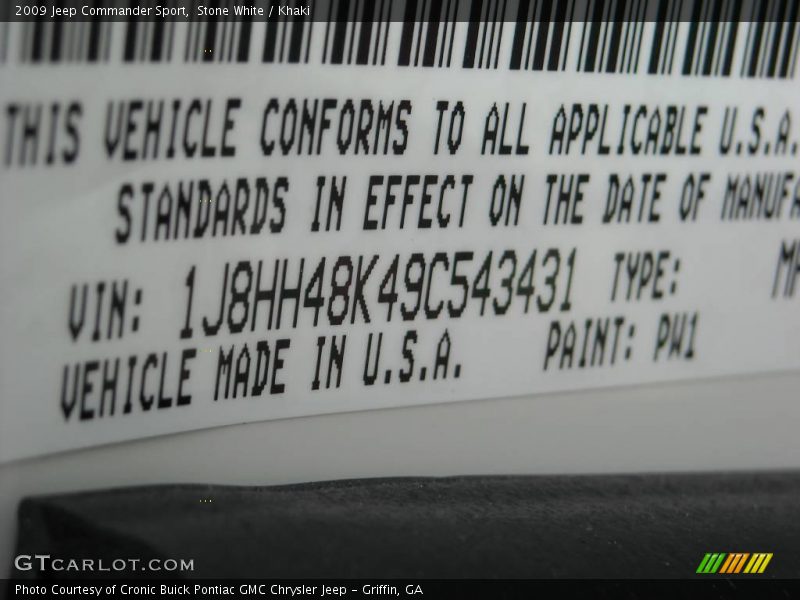 2009 Jeep Commander Sport, Stone White / Khaki
THIS VEHICLE CONFORMS TO ALL APPLICABLE U.S.A.
STANDARDS IN EFFECT ON THE DATE OF MANUFA
VIN: 1J8HH48K49C543431 TYPE: MP
VEHICLE MADE IN U.S.A. PAINT: PW1
GTCARLOT.COM
Photo Courtesy of Cronic Buick Pontiac GMC Chrysler Jeep - Griffin, GA